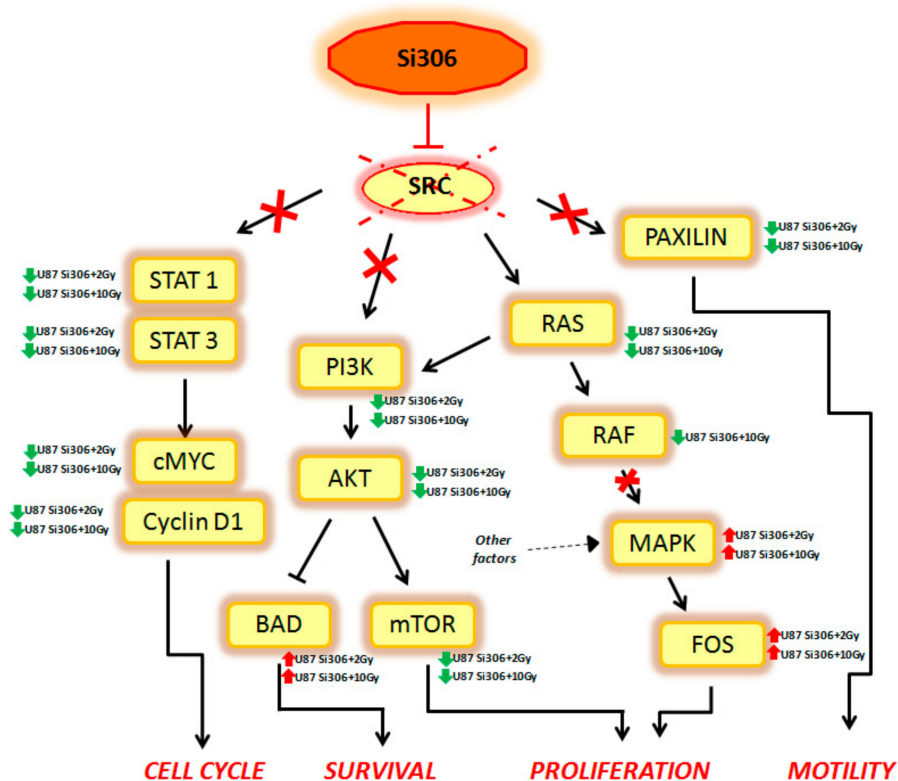 Si306
SRC
PAXILIN
U87 Si306+2Gy
U87 Si306+10Gy
U87 Si306+2Gy
U87 Si306+10Gy
STAT 1
U87 Si306+2Gy
U87 Si306+10Gy
STAT 3
RAS
U87 Si306+2Gy
U87 Si306+10Gy
PI3K
U87 Si306+2Gy
U87 Si306+10Gy
RAF
U87 Si306+10Gy
U87 Si306+2Gy
U87 Si306+10Gy
cMYC
AKT
U87 Si306+2Gy
U87 Si306+10Gy
U87 Si306+2Gy
U87 Si306+10Gy
Cyclin D1
Other
factors
MAPK
U87 Si306+2Gy
U87 Si306+10Gy
BAD
U87 Si306+2Gy
U87 Si306+10Gy
mTOR
U87 Si306+2Gy
U87 Si306+10Gy
FOS
U87 Si306+2Gy
U87 Si306+10Gy
CELL CYCLE
SURVIVAL
PROLIFERATION
MOTILITY